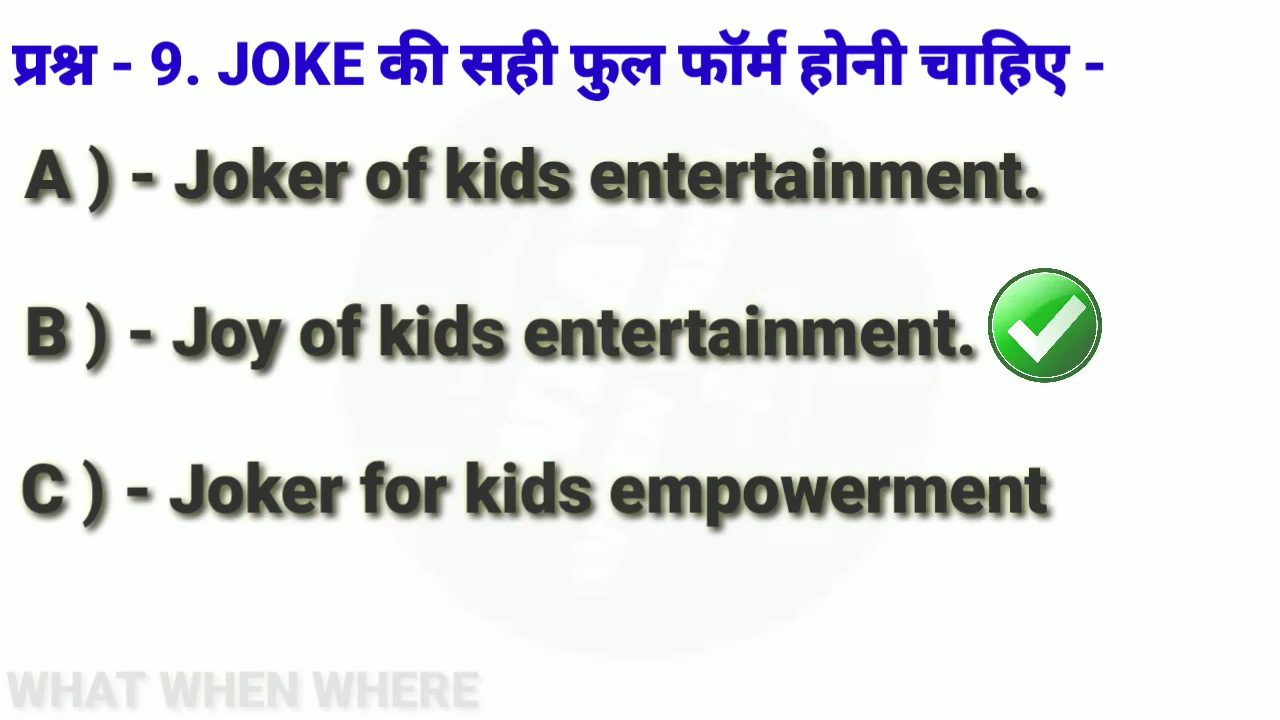 प्रश्न - 9. JOKE की सही फुल फॉर्म होनी चाहिए -
A ) - Joker of kids entertainment.
B ) - Joy of kids entertainment.
C ) - Joker for kids empowerment
WHAT WHEN WHERE